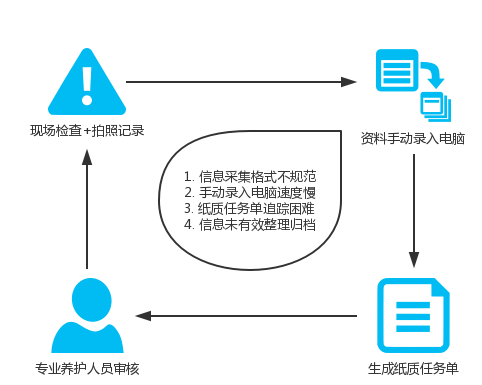 现场检查+拍照记录
资料手动录入电脑
1. 信息采集格式不规范
2. 手动录入电脑速度慢
3. 纸质任务单追踪困难
4. 信息未有效整理归档
专业养护人员审核
生成纸质任务单